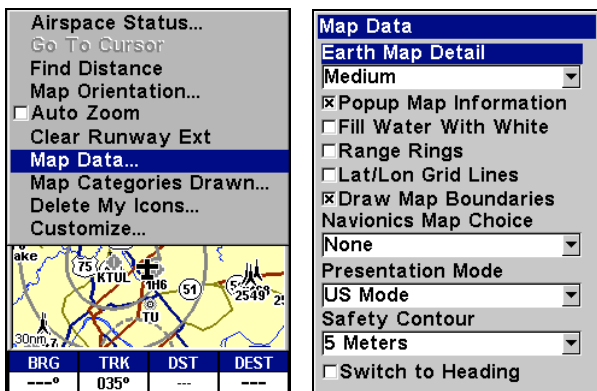 Airspace Status...
Go To Cursor
Find Distance
Map Orientation...
Auto Zoom
Clear Runway Ext
Map Data...
Map Categories Drawn...
Delete My Icons...
Customize...
ake
75
KTUL
1H6
51
2549
TU
30nm
BRG TRK DST DEST
---° 035° --- ---
Map Data
Earth Map Detail
Medium
Popup Map Information
Fill Water With White
Range Rings
Lat/Lon Grid Lines
Draw Map Boundaries
Navionics Map Choice
None
Presentation Mode
US Mode
Safety Contour
5 Meters
Switch to Heading